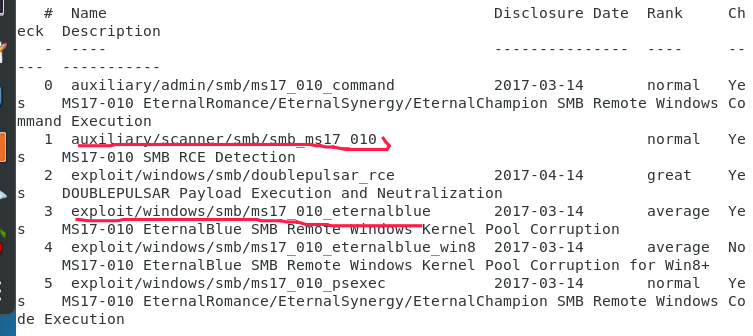 # Name Disclosure Date Rank Ch
eck Description
- ---- --------------- ---- --
--- -----------
0 auxiliary/admin/smb/ms17_010_command 2017-03-14 normal Ye
s MS17-010 EternalRomance/EternalSynergy/EternalChampion SMB Remote Windows Co
mmand Execution
1 auxiliary/scanner/smb/smb_ms17_010 normal Ye
s MS17-010 SMB RCE Detection
2 exploit/windows/smb/doublepulsar_rce 2017-04-14 great Ye
s DOUBLEPULSAR Payload Execution and Neutralization
3 exploit/windows/smb/ms17_010_eternalblue 2017-03-14 average Ye
s MS17-010 EternalBlue SMB Remote Windows Kernel Pool Corruption
4 exploit/windows/smb/ms17_010_eternalblue_win8 2017-03-14 average No
MS17-010 EternalBlue SMB Remote Windows Kernel Pool Corruption for Win8+
5 exploit/windows/smb/ms17_010_psexec 2017-03-14 normal Ye
s MS17-010 EternalRomance/EternalSynergy/EternalChampion SMB Remote Windows Co
de Execution